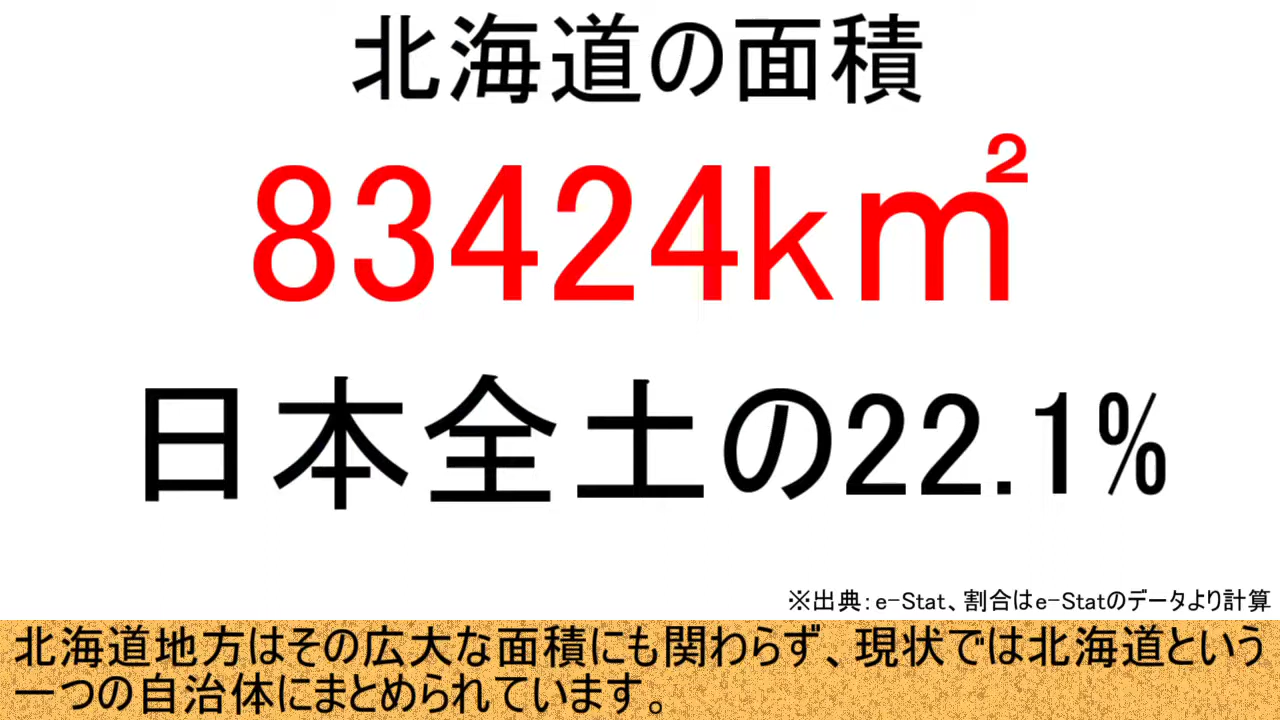 北海道の面積
83424k㎡
日本全土の22.1%
※出典：e-Stat、割合はe-Statのデータより計算
北海道地方はその広大な面積にも関わらず、現状では北海道という
一つの自治体にまとめられています。